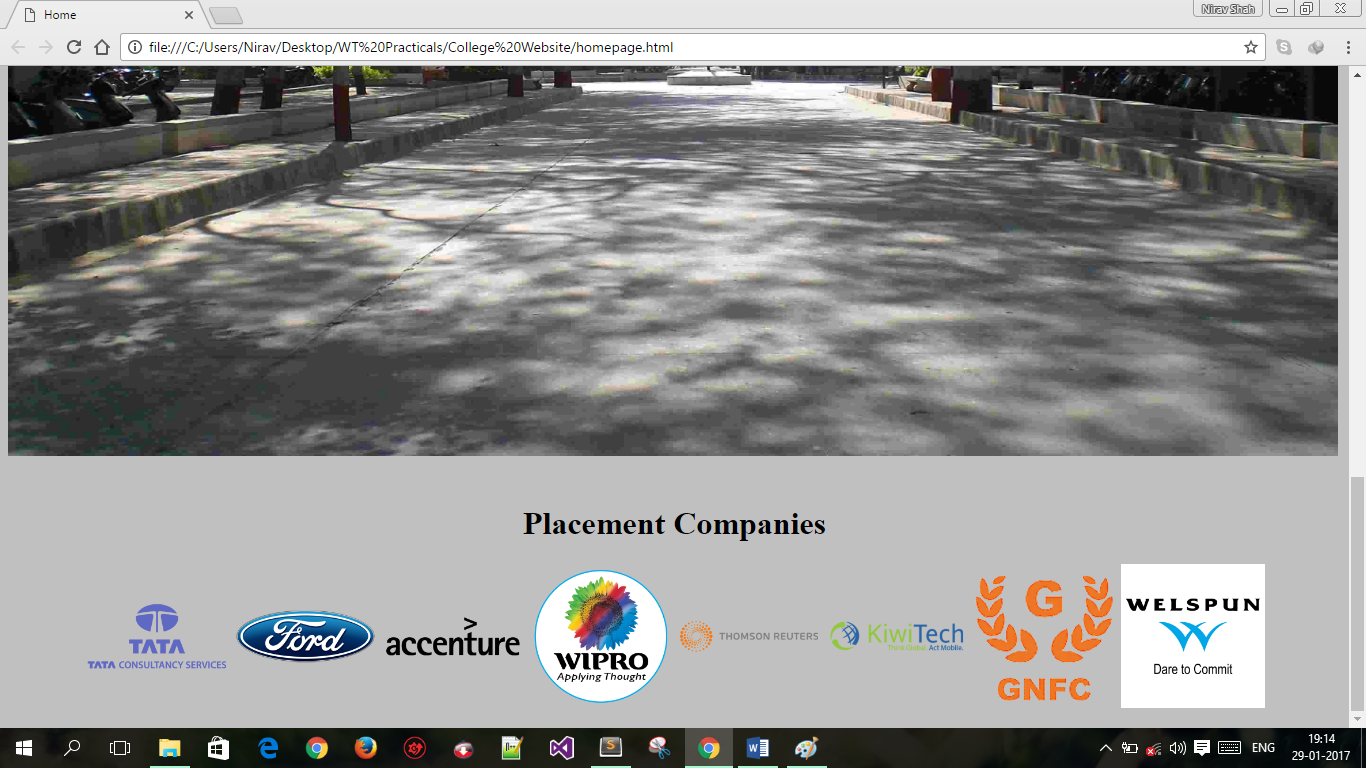 Home
Nirav Shah
file:///C:/Users/Nirav/Desktop/WT%20Practicals/College%20Website/homepage.html
Placement Companies
TATA
TATA CONSULTANCY SERVICES
Ford
>
accenture
WIPRO
Applying Thought
THOMSON REUTERS
KiwiTech
Think Global. Act Mobile.
G
GNFC
WELSPUN
Dare to Commit
ENG
19:14
29-01-2017